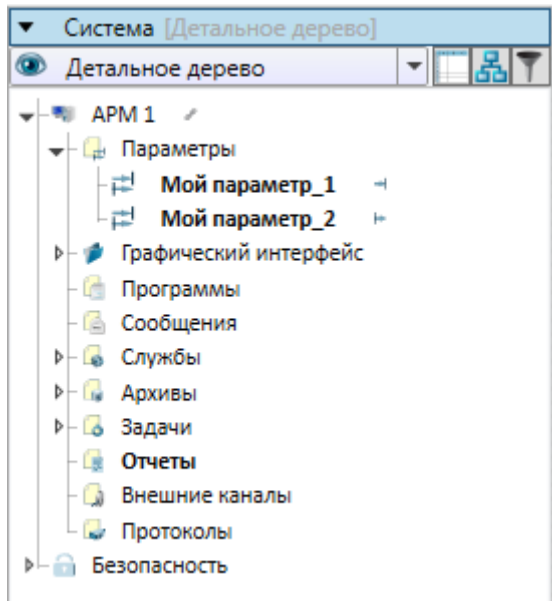 Система [Детальное дерево]
Детальное дерево
АРМ 1
Параметры
Мой параметр_1
Мой параметр_2
Графический интерфейс
Программы
Сообщения
Службы
Архивы
Задачи
Отчеты
Внешние каналы
Протоколы
Безопасность